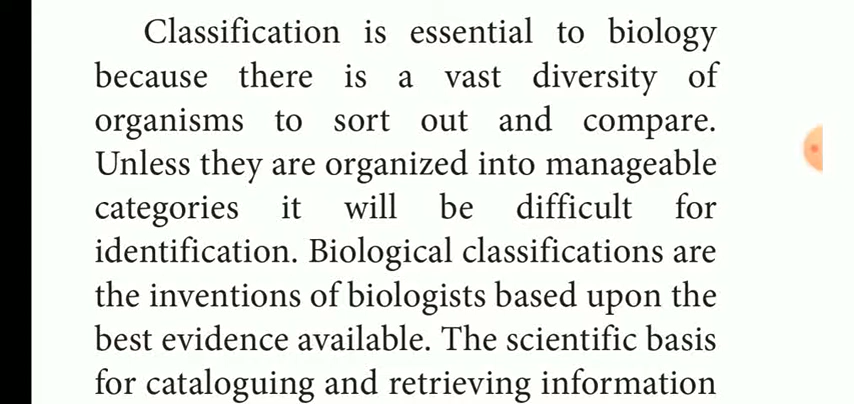 Classification is essential to biology
because there is a vast diversity of
organisms to sort out and compare.
Unless they are organized into manageable
categories it will be difficult for
identification. Biological classifications are
the inventions of biologists based upon the
best evidence available. The scientific basis
for cataloguing and retrieving information